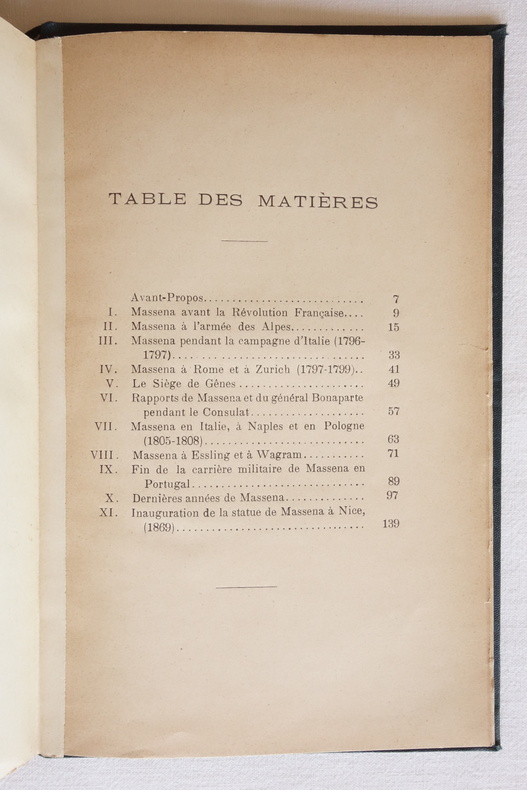 TABLE DES MATIÈRES
Avant-Propos............................ 7
I. Massena avant la Révolution Française.... 9
II. Massena à l'armée des Alpes............. 15
III. Massena pendant la campagne d'Italie (1796-
1797).................................. 33
IV. Massena à Rome et à Zurich (1797-1799).. 41
V. Le Siège de Gênes ...................... 49
VI. Rapports de Massena et du général Bonaparte
pendant le Consulat.................... 57
VII. Massena en Italie, à Naples et en Pologne
(1805-1808)............................ 63
VIII. Massena à Essling et à Wagram........... 71
IX. Fin de la carrière militaire de Massena en
Portugal............................... 89
X. Dernières années de Massena.............. 97
XI. Inauguration de la statue de Massena à Nice,
(1869)................................. 139